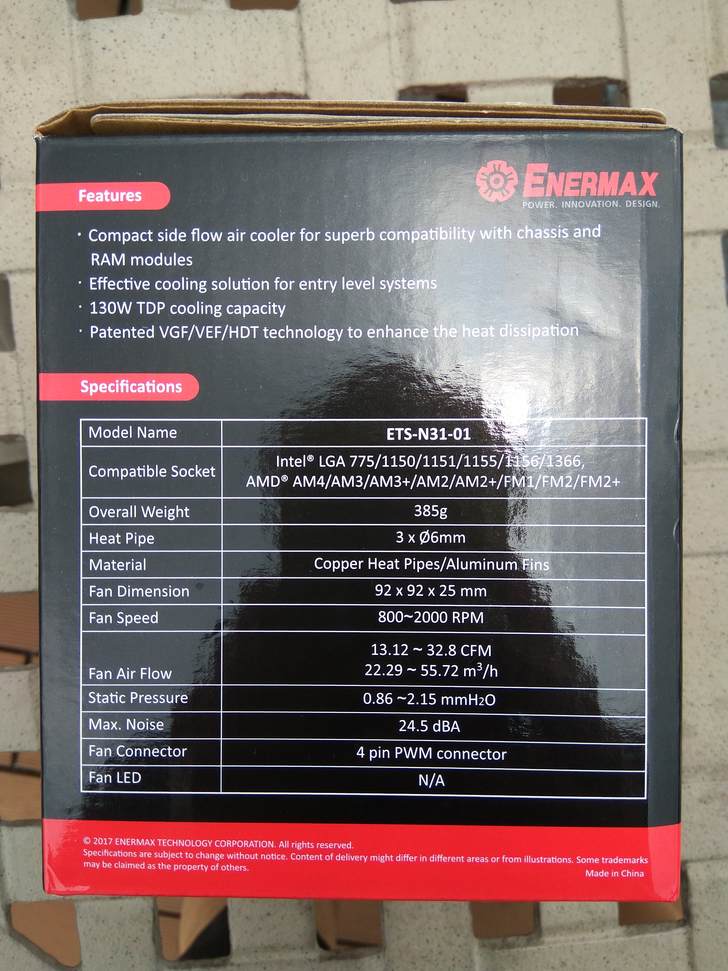 ENERMAX
POWER. INNOVATION. DESIGN.
Features
· Compact side flow air cooler for superb compatibility with chassis and
RAM modules
· Effective cooling solution for entry level systems
· 130W TDP cooling capacity
· Patented VGF/VEF/HDT technology to enhance the heat dissipation
Specifications
Model Name ETS-N31-01
Compatible Socket Intel® LGA 775/1150/1151/1155/1156/1366,
AMD® AM4/AM3/AM3+/AM2/AM2+/FM1/FM2/FM2+
Overall Weight 385g
Heat Pipe 3 x Ø6mm
Material Copper Heat Pipes/Aluminum Fins
Fan Dimension 92 x 92 x 25 mm
Fan Speed 800~2000 RPM
Fan Air Flow 13.12 ~ 32.8 CFM
22.29 ~ 55.72 m³/h
Static Pressure 0.86 ~2.15 mmH2O
Max. Noise 24.5 dBA
Fan Connector 4 pin PWM connector
Fan LED N/A
© 2017 ENERMAX TECHNOLOGY CORPORATION. All rights reserved.
Specifications are subject to change without notice. Content of delivery might differ in different areas or from illustrations. Some trademarks
may be claimed as the property of others.
Made in China